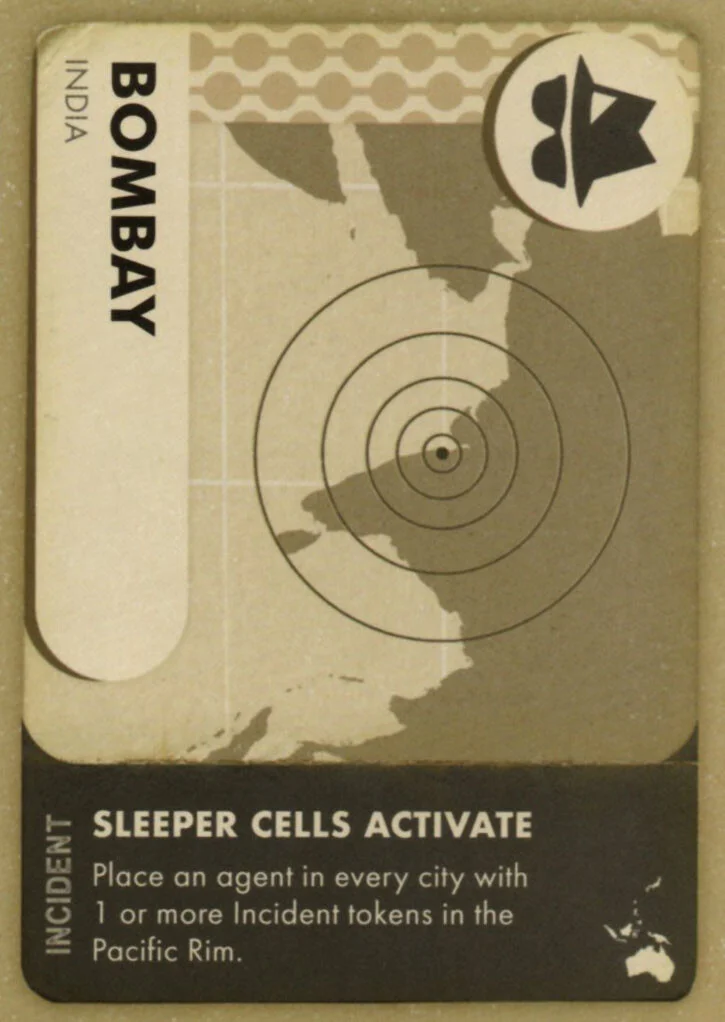 BOMBAY
INDIA
INCIDENT
SLEEPER CELLS ACTIVATE
Place an agent in every city with
1 or more Incident tokens in the
Pacific Rim.